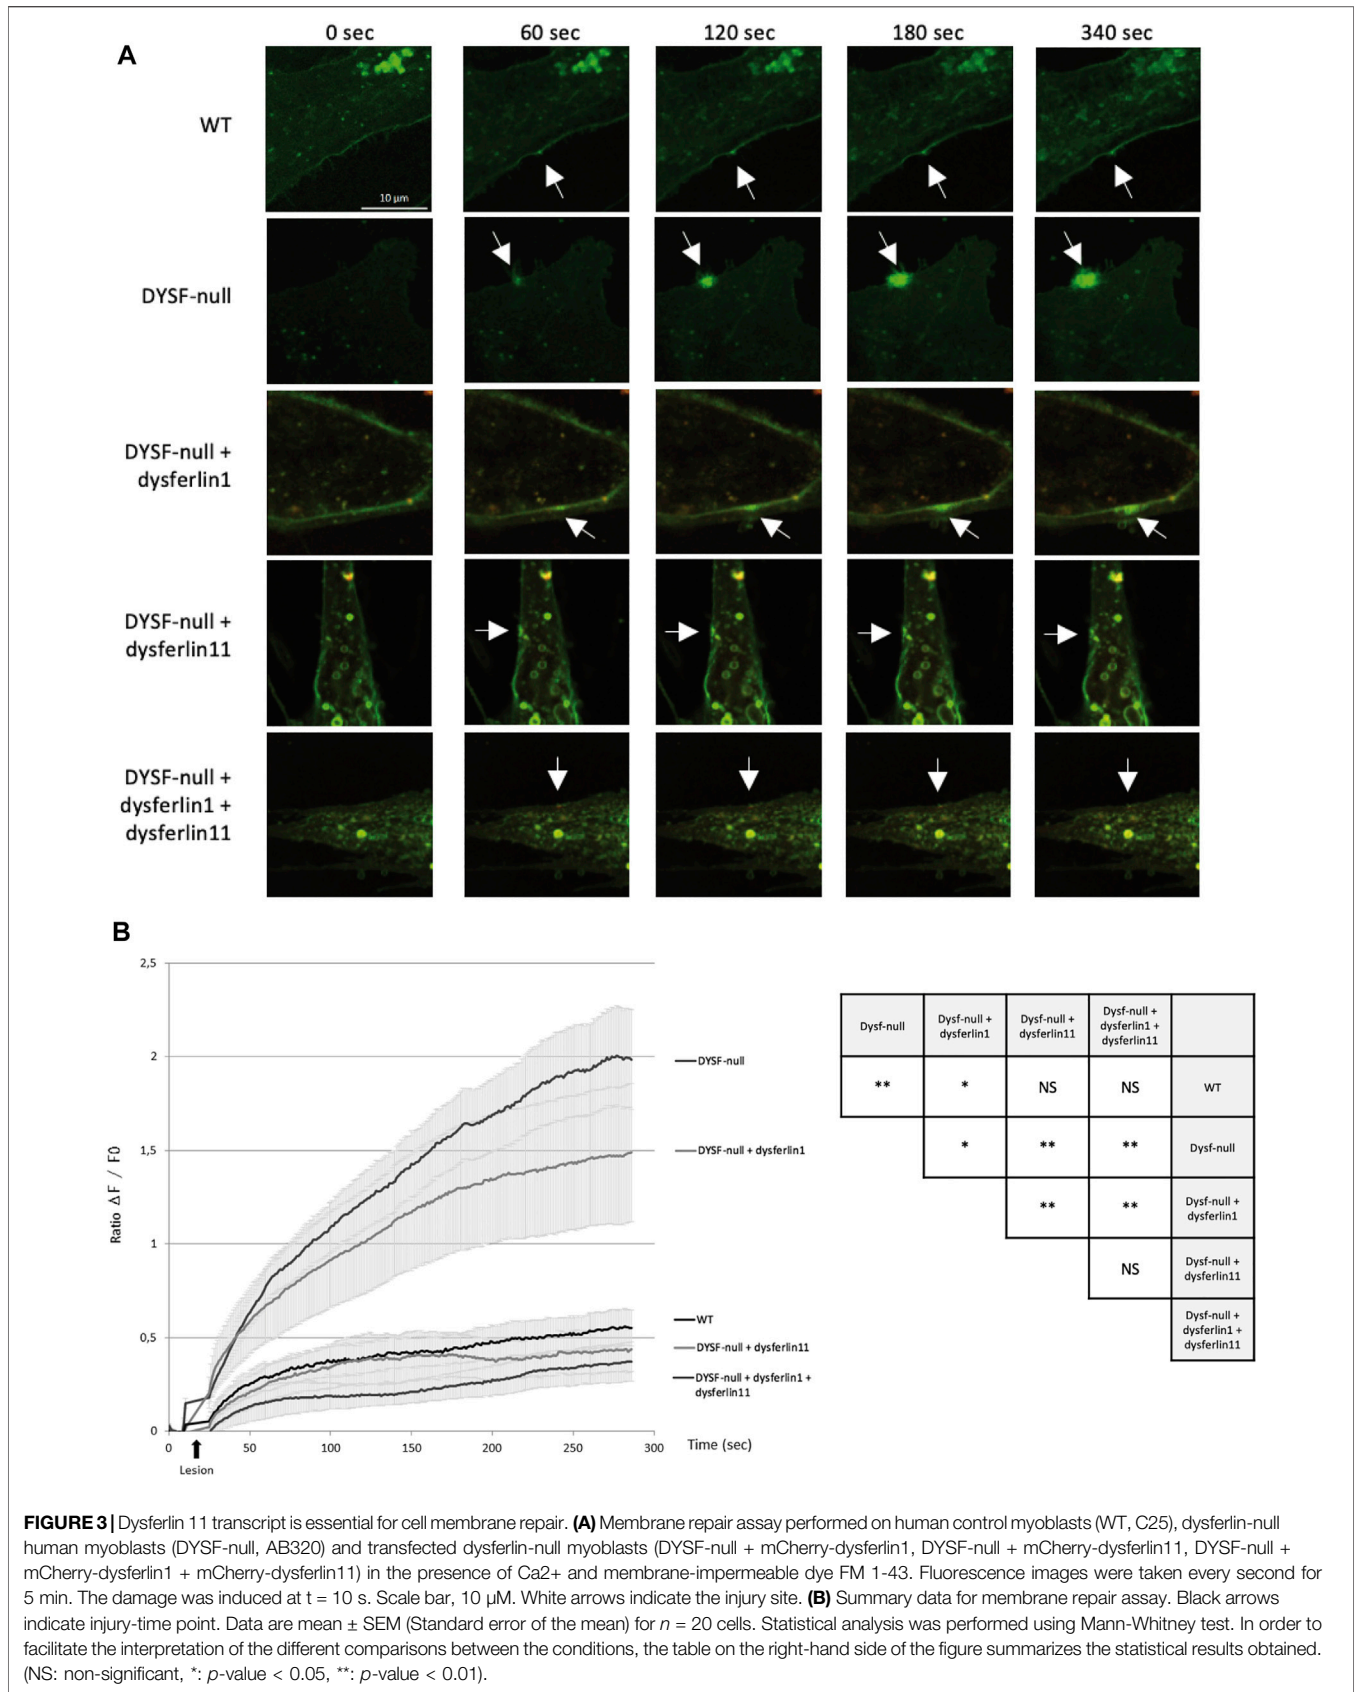 A
0 sec
60 sec
120 sec
180 sec
340 sec
WT
10 µm
DYSF-null
DYSF-null +
dysferlin1
DYSF-null +
dysferlin11
DYSF-null +
dysferlin1 +
dysferlin11
B
2,5
2
1,5
1
0,5
0
Ratio Δ F / F0
0
50
100
150
200
250
300
Time (sec)
Lesion
DYSF-null
DYSF-null + dysferlin1
WT
DYSF-null + dysferlin11
DYSF-null + dysferlin1 +
dysferlin11
Dysf-null
Dysf-null +
dysferlin1
Dysf-null +
dysferlin11
Dysf-null +
dysferlin1 +
dysferlin11
** * NS NS WT
* ** ** Dysf-null
** ** Dysf-null +
dysferlin1
NS Dysf-null +
dysferlin11
Dysf-null +
dysferlin1 +
dysferlin11
FIGURE 3 | Dysferlin 11 transcript is essential for cell membrane repair. (A) Membrane repair assay performed on human control myoblasts (WT, C25), dysferlin-null
human myoblasts (DYSF-null, AB320) and transfected dysferlin-null myoblasts (DYSF-null + mCherry-dysferlin1, DYSF-null + mCherry-dysferlin11, DYSF-null +
mCherry-dysferlin1 + mCherry-dysferlin11) in the presence of Ca2+ and membrane-impermeable dye FM 1-43. Fluorescence images were taken every second for
5 min. The damage was induced at t = 10 s. Scale bar, 10 µM. White arrows indicate the injury site. (B) Summary data for membrane repair assay. Black arrows
indicate injury-time point. Data are mean ± SEM (Standard error of the mean) for n = 20 cells. Statistical analysis was performed using Mann-Whitney test. In order to
facilitate the interpretation of the different comparisons between the conditions, the table on the right-hand side of the figure summarizes the statistical results obtained.
(NS: non-significant, *: p-value < 0.05, **: p-value < 0.01).